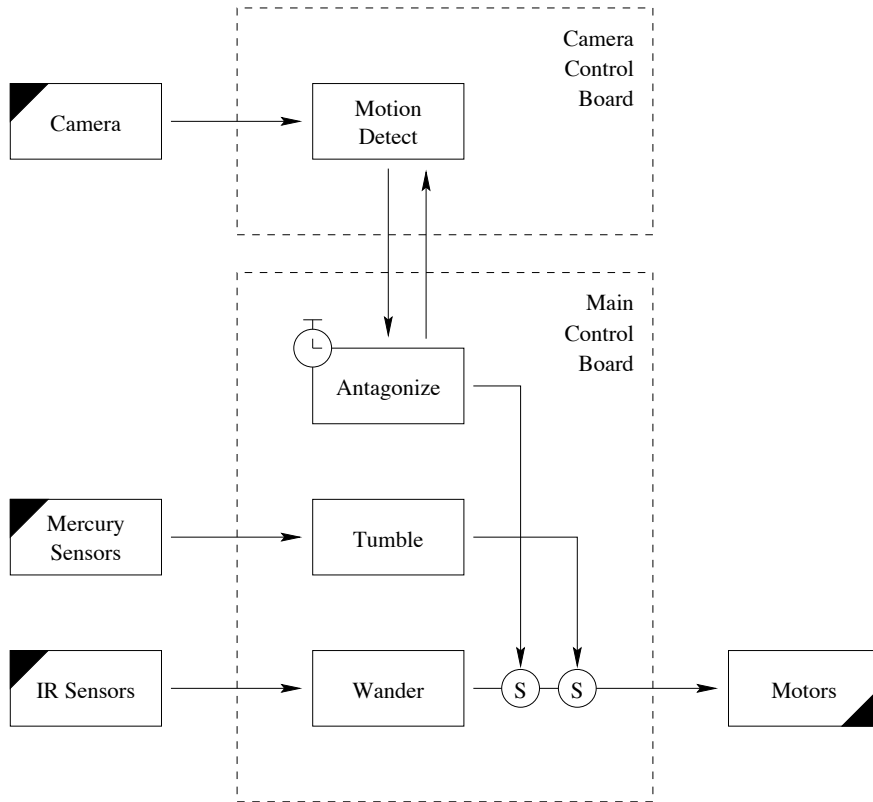 Camera
Control
Board
Camera
Motion
Detect
Main
Control
Board
Antagonize
Mercury
Sensors
Tumble
IR Sensors
Wander
S
S
Motors